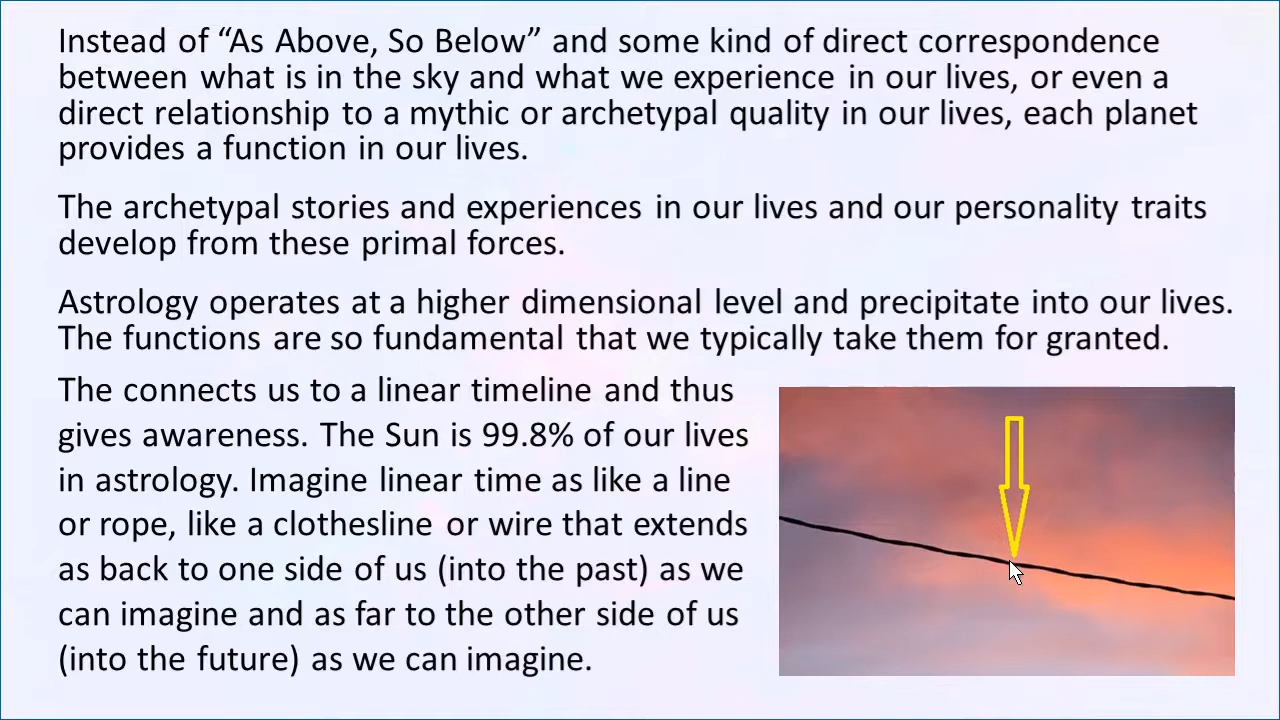 Instead of “As Above, So Below” and some kind of direct correspondence
between what is in the sky and what we experience in our lives, or even a
direct relationship to a mythic or archetypal quality in our lives, each planet
provides a function in our lives.
The archetypal stories and experiences in our lives and our personality traits
develop from these primal forces.
Astrology operates at a higher dimensional level and precipitate into our lives.
The functions are so fundamental that we typically take them for granted.
The connects us to a linear timeline and thus
gives awareness. The Sun is 99.8% of our lives
in astrology. Imagine linear time as like a line
or rope, like a clothesline or wire that extends
as back to one side of us (into the past) as we
can imagine and as far to the other side of us
(into the future) as we can imagine.